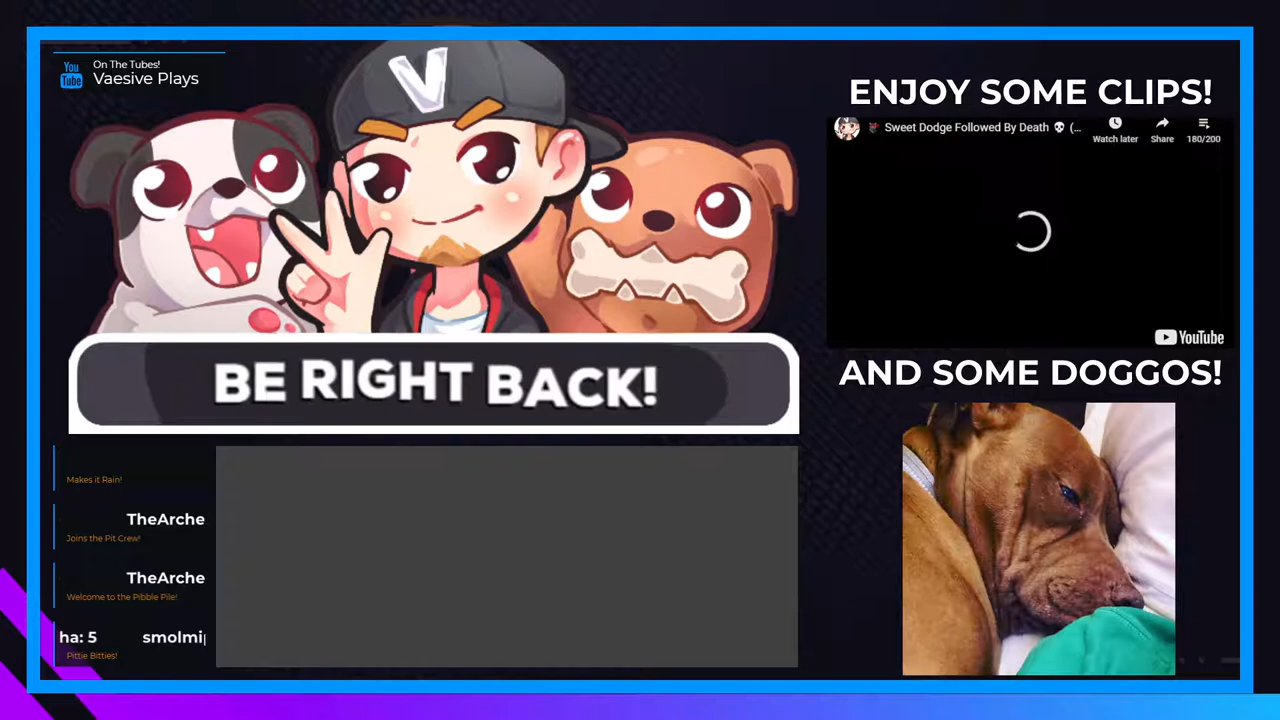 You
Tube
On The Tubes!
Vaesive Plays
V
BE RIGHT BACK!
Makes it Rain!
TheArche
Joins the Pit Crew!
TheArche
Welcome to the Pibble Pile!
ha: 5 smolmi
Pittie Bitties!
ENJOY SOME CLIPS!
Sweet Dodge Followed By Death 💀 (...
Watch later
Share
180/200
YouTube
AND SOME DOGGOS!